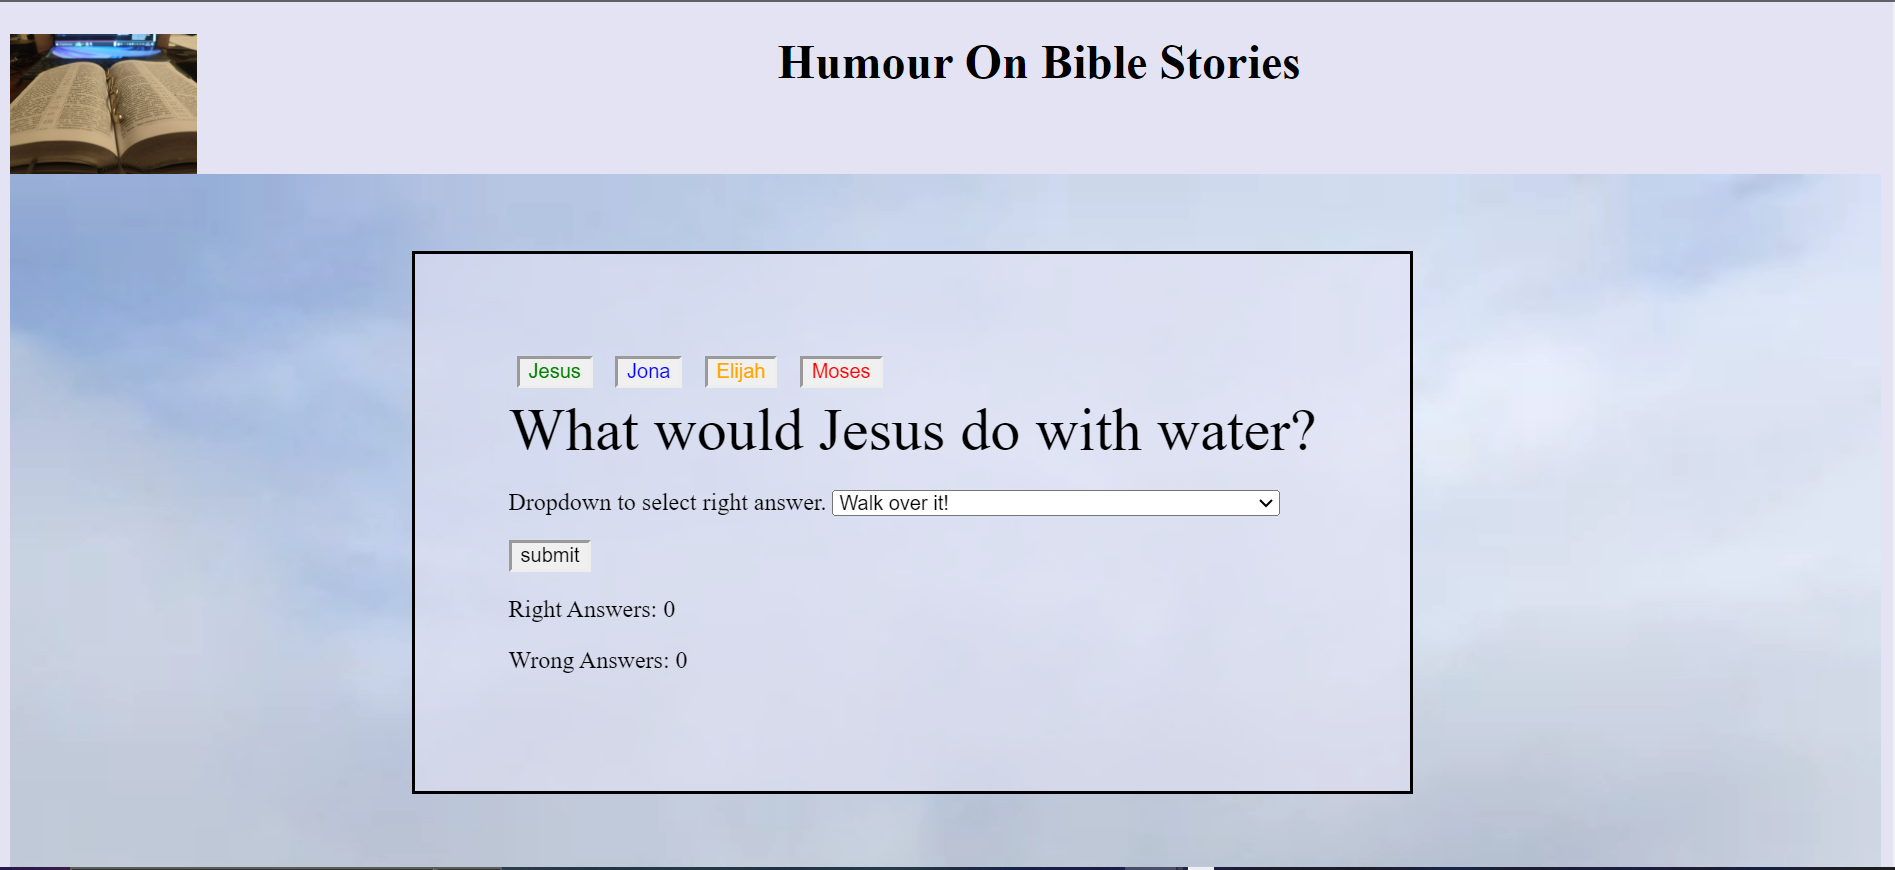 Humour On Bible Stories
Jesus Jona Elijah Moses
What would Jesus do with water?
Dropdown to select right answer. Walk over it!
submit
Right Answers: 0
Wrong Answers: 0